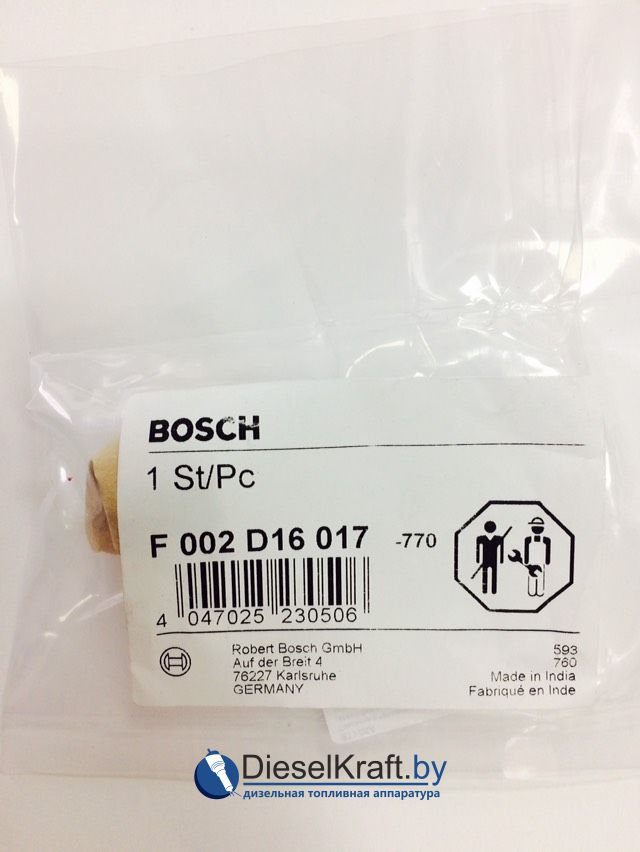 BOSCH
1 St/Pc
F 002 D16 017 -770
4 047025 230506
Robert Bosch GmbH
Auf der Breit 4
76227 Karlsruhe
GERMANY
593
760
Made in India
Fabriqué en Inde
DieselKraft.by
дизельная топливная аппаратура